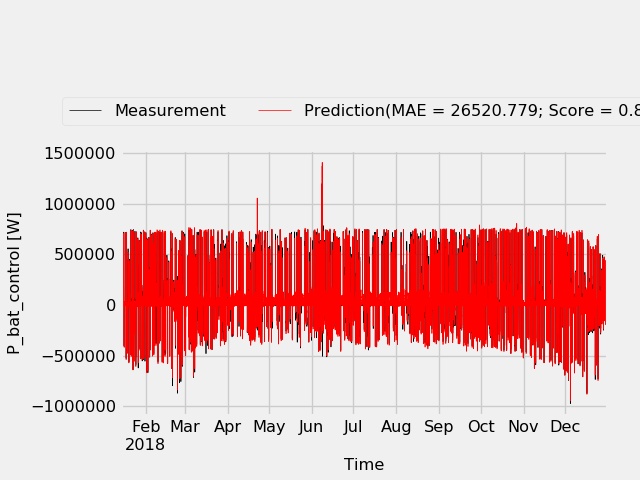 Measurement
Prediction(MAE = 26520.779; Score = 0.8
1500000
1000000
500000
0
−500000
−1000000
P_bat_control [W]
Feb Mar Apr May Jun Jul Aug Sep Oct Nov Dec
2018
Time